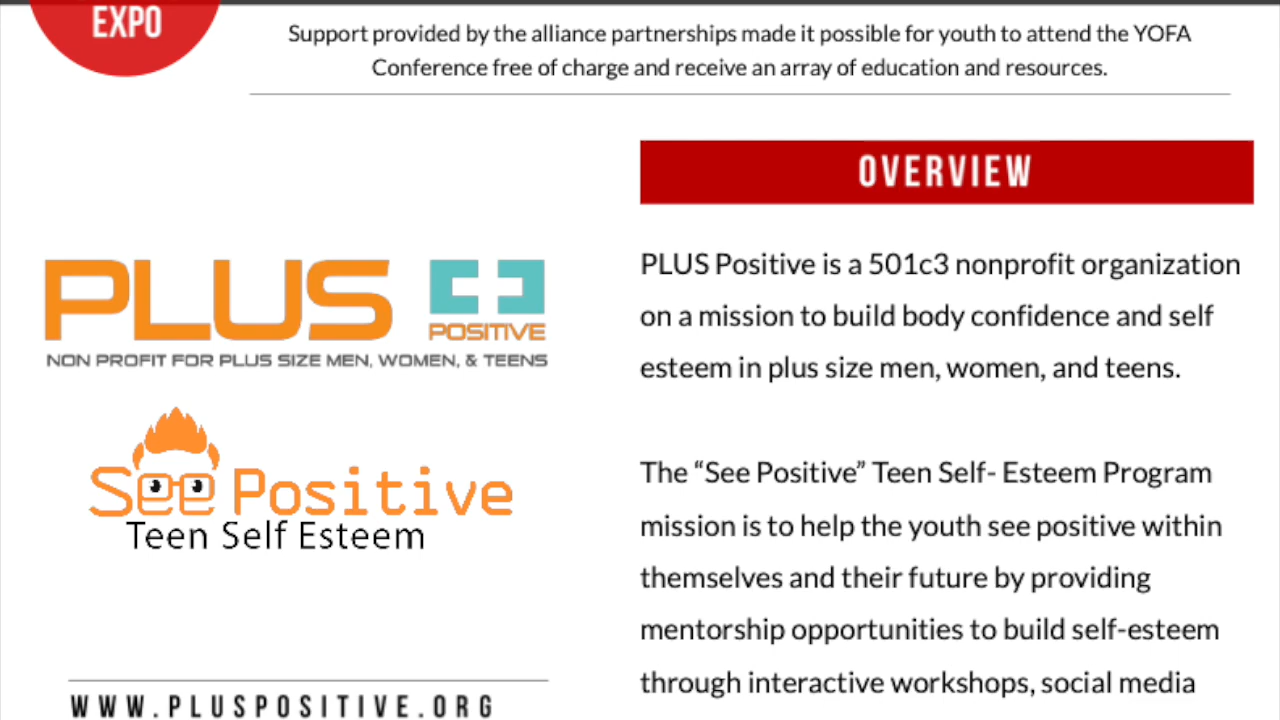 EXPO
Support provided by the alliance partnerships made it possible for youth to attend the YOFA
Conference free of charge and receive an array of education and resources.
PLUS
POSITIVE
NON PROFIT FOR PLUS SIZE MEN, WOMEN, & TEENS
See Positive
Teen Self Esteem
WWW.PLUSPOSITIVE.ORG
OVERVIEW
PLUS Positive is a 501c3 nonprofit organization
on a mission to build body confidence and self
esteem in plus size men, women, and teens.
The “See Positive” Teen Self- Esteem Program
mission is to help the youth see positive within
themselves and their future by providing
mentorship opportunities to build self-esteem
through interactive workshops, social media